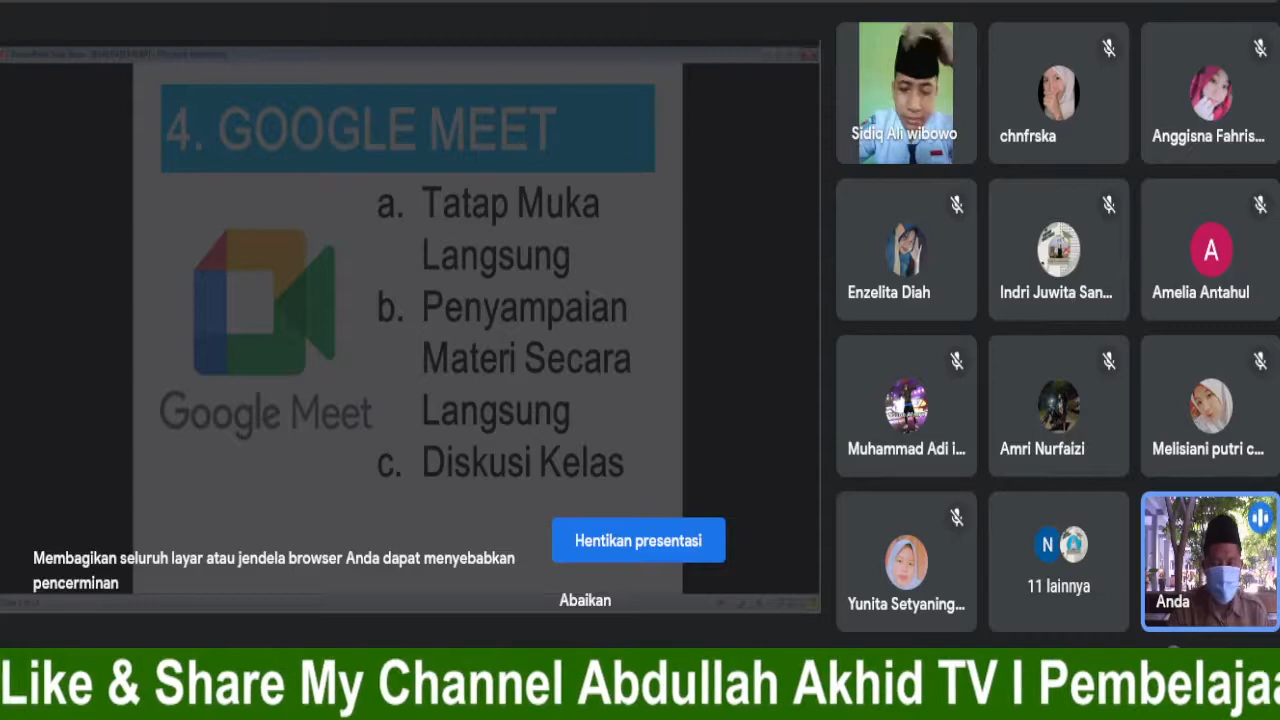 4. GOOGLE MEET
a. Tatap Muka
Langsung
b. Penyampaian
Materi Secara
Langsung
c. Diskusi Kelas
Google Meet
Membagikan seluruh layar atau jendela browser Anda dapat menyebabkan
pencerminan
Hentikan presentasi
Abaikan
Sidiq Ali wibowo
chnfrska
Anggisna Fahris...
Enzelita Diah
Indri Juwita San...
A
Amelia Antahul
Muhammad Adi i...
Amri Nurfaizi
Melisiani putri c...
Yunita Setyaning...
N
11 lainnya
Anda
Like & Share My Channel Abdullah Akhid TV I Pembelaja